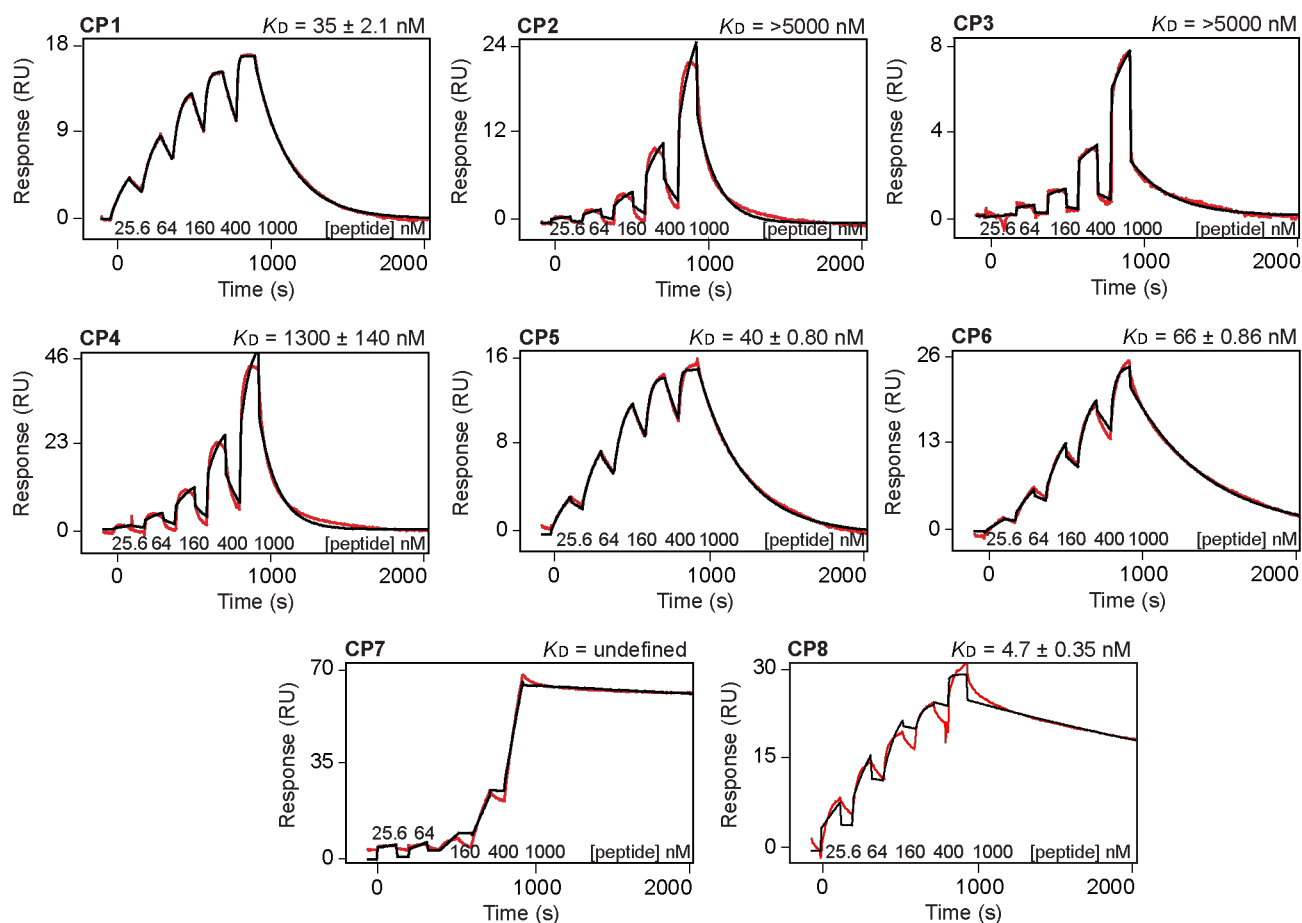 CP1 KD = 35 ± 2.1 nM
Response (RU)
18
9
0
25.6 64 160 400 1000 [peptide] nM
0 1000 2000
Time (s)
CP2 KD = >5000 nM
Response (RU)
24
12
0
25.6 64 160 400 1000 [peptide] nM
0 1000 2000
Time (s)
CP3 KD = >5000 nM
Response (RU)
8
4
0
25.6 64 160 400 1000 [peptide] nM
0 1000 2000
Time (s)
CP4 KD = 1300 ± 140 nM
Response (RU)
46
23
0
25.6 64 160 400 1000 [peptide] nM
0 1000 2000
Time (s)
CP5 KD = 40 ± 0.80 nM
Response (RU)
16
8
0
25.6 64 160 400 1000 [peptide] nM
0 1000 2000
Time (s)
CP6 KD = 66 ± 0.86 nM
Response (RU)
26
13
0
25.6 64 160 400 1000 [peptide] nM
0 1000 2000
Time (s)
CP7 KD = undefined
Response (RU)
70
35
0
25.6 64
160 400 1000 [peptide] nM
0 1000 2000
Time (s)
CP8 KD = 4.7 ± 0.35 nM
Response (RU)
30
15
0
25.6 64 160 400 1000 [peptide] nM
0 1000 2000
Time (s)